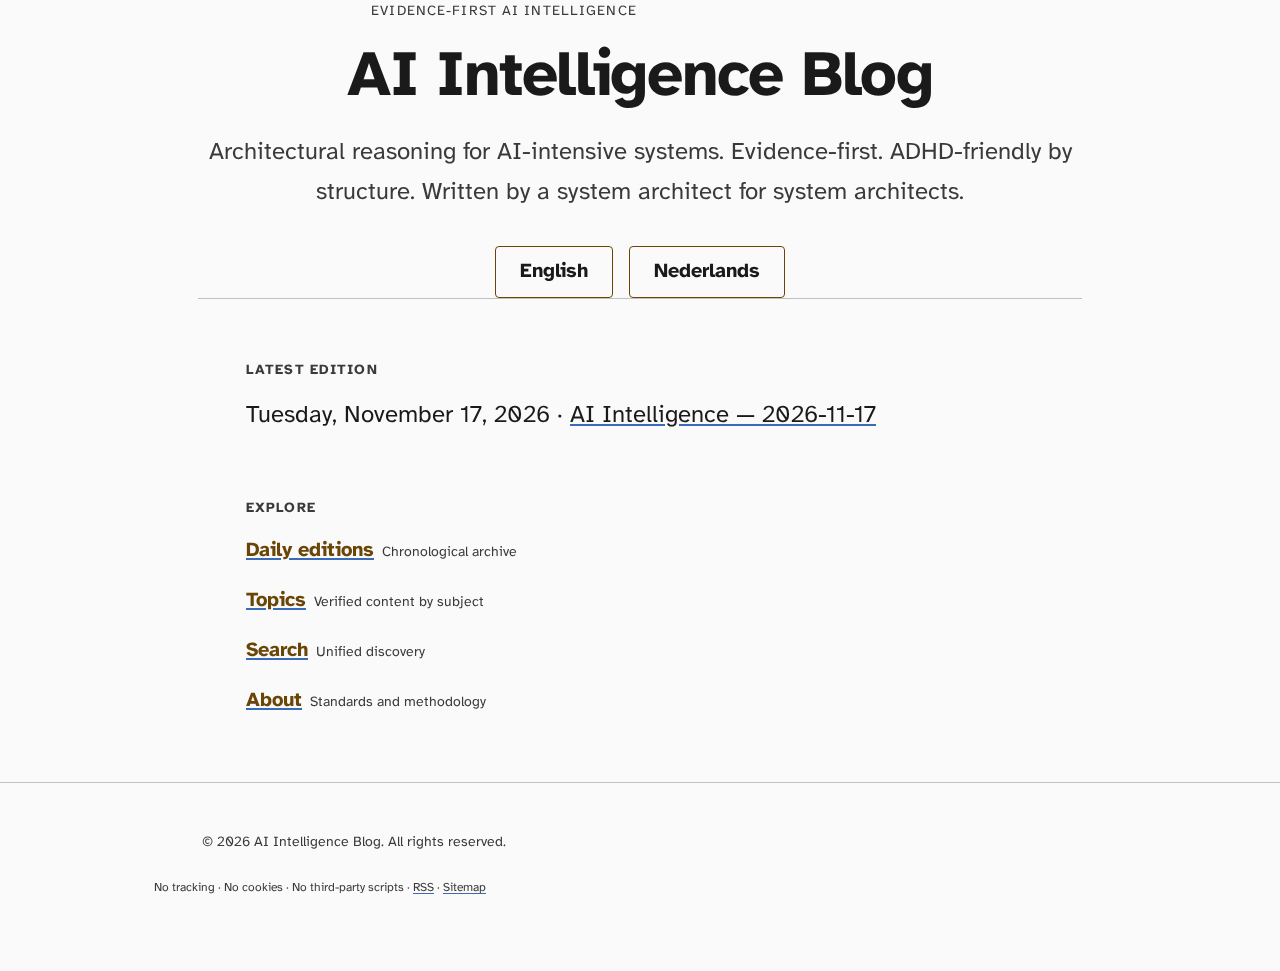 EVIDENCE-FIRST AI INTELLIGENCE
AI Intelligence Blog
Architectural reasoning for AI-intensive systems. Evidence-first. ADHD-friendly by
structure. Written by a system architect for system architects.
English
Nederlands
LATEST EDITION
Tuesday, November 17, 2026 · AI Intelligence — 2026-11-17
EXPLORE
Daily editions Chronological archive
Topics Verified content by subject
Search Unified discovery
About Standards and methodology
© 2026 AI Intelligence Blog. All rights reserved.
No tracking · No cookies · No third-party scripts · RSS · Sitemap